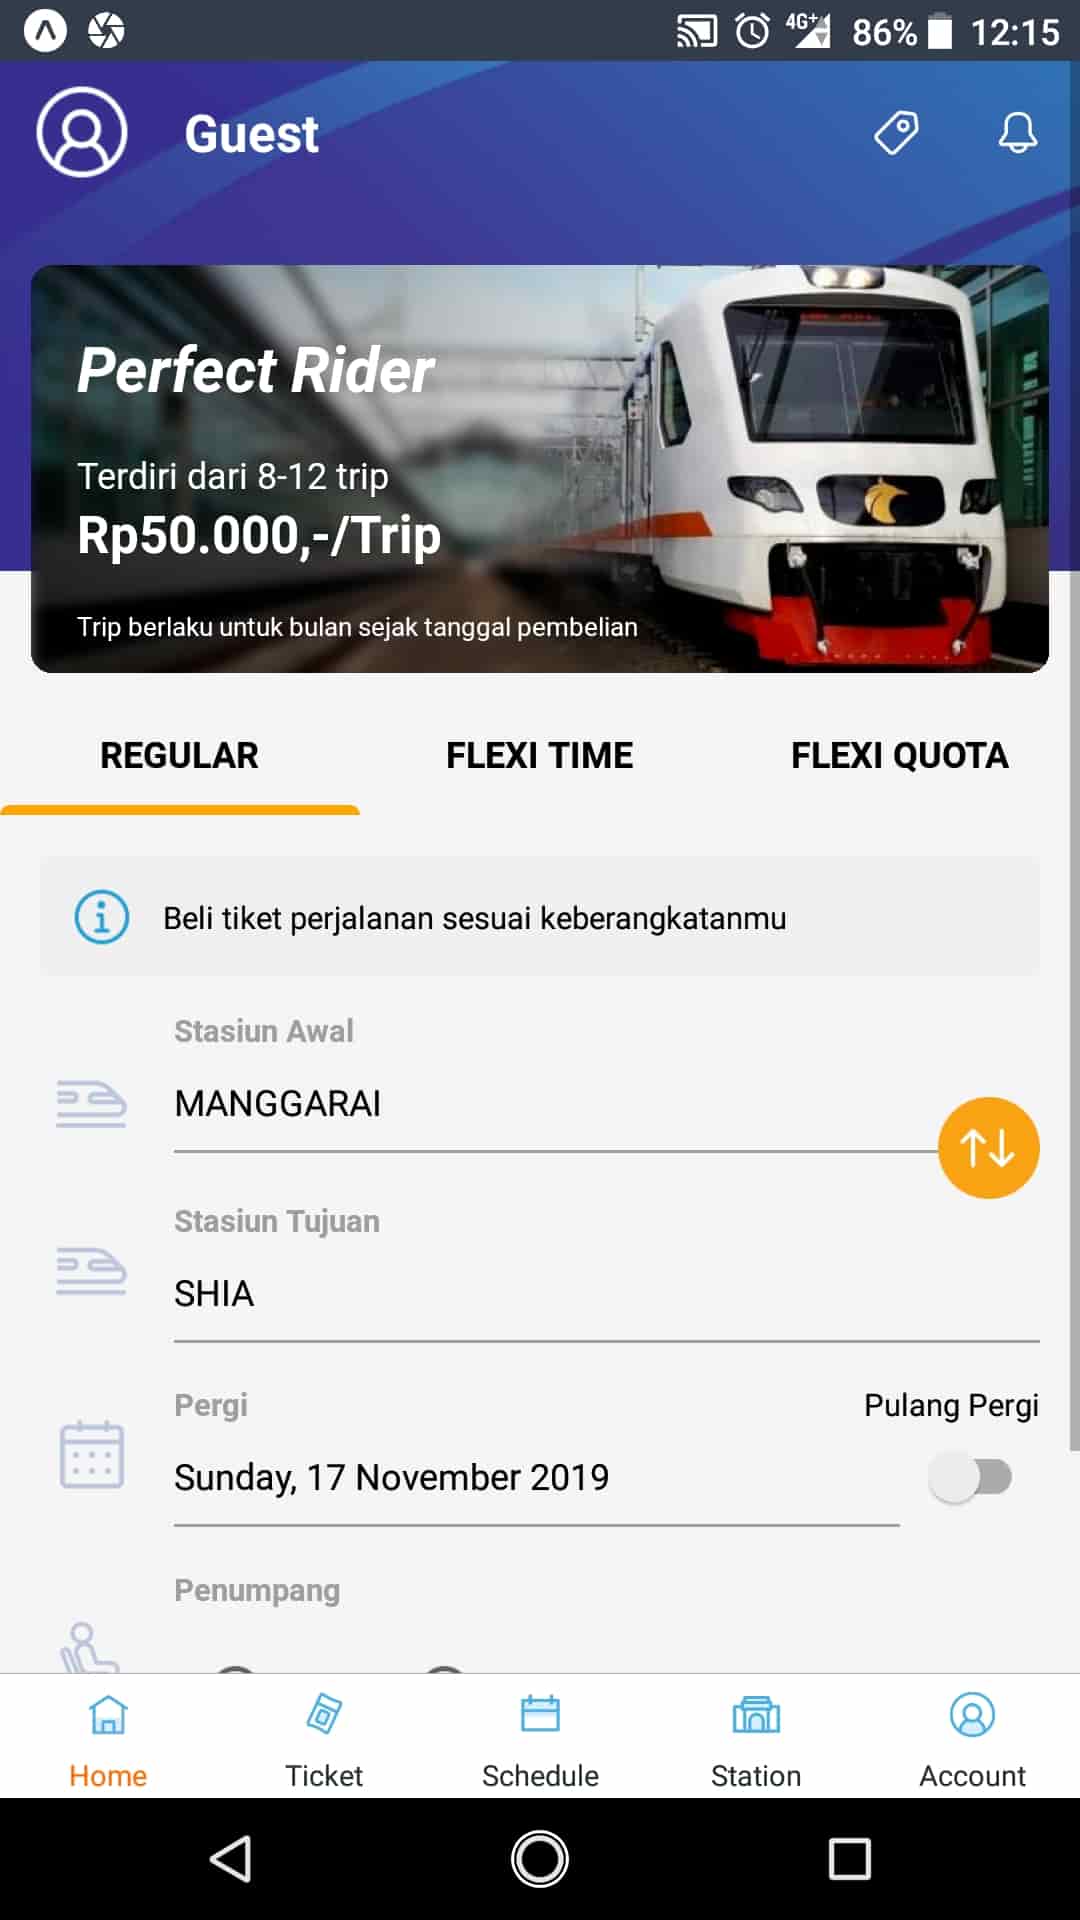 4G+ 86% 12:15
Guest
Perfect Rider
Terdiri dari 8-12 trip
Rp50.000,-/Trip
Trip berlaku untuk bulan sejak tanggal pembelian
REGULAR FLEXI TIME FLEXI QUOTA
Beli tiket perjalanan sesuai keberangkatanmu
Stasiun Awal
MANGGARAI
Stasiun Tujuan
SHIA
Pergi Pulang Pergi
Sunday, 17 November 2019
Penumpang
Home Ticket Schedule Station Account